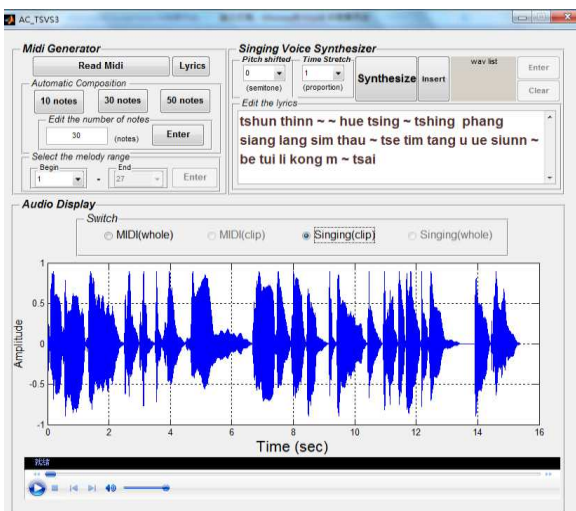 AC_TSVS3
Midi Generator
Read Midi Lyrics
Automatic Composition
10 notes 30 notes 50 notes
Edit the number of notes
30 (notes) Enter
Select the melody range
Begin End
1 - 27 Enter
Singing Voice Synthesizer
Pitch shifted Time Stretch
0 1
(semitone) (proportion)
Synthesize Insert
wav list
Enter
Clear
Edit the lyrics
tshun thinn ~ ~ hue tsing ~ tshing phang
siang lang sim thau ~ tse tim tang u ue siunn ~
be tui li kong m ~ tsai
Audio Display
Switch
MIDI(whole) MIDI(clip) Singing(clip) Singing(whole)
Amplitude
1
0.5
0
-0.5
-1
0 2 4 6 8 10 12 14 16
Time (sec)
就绪